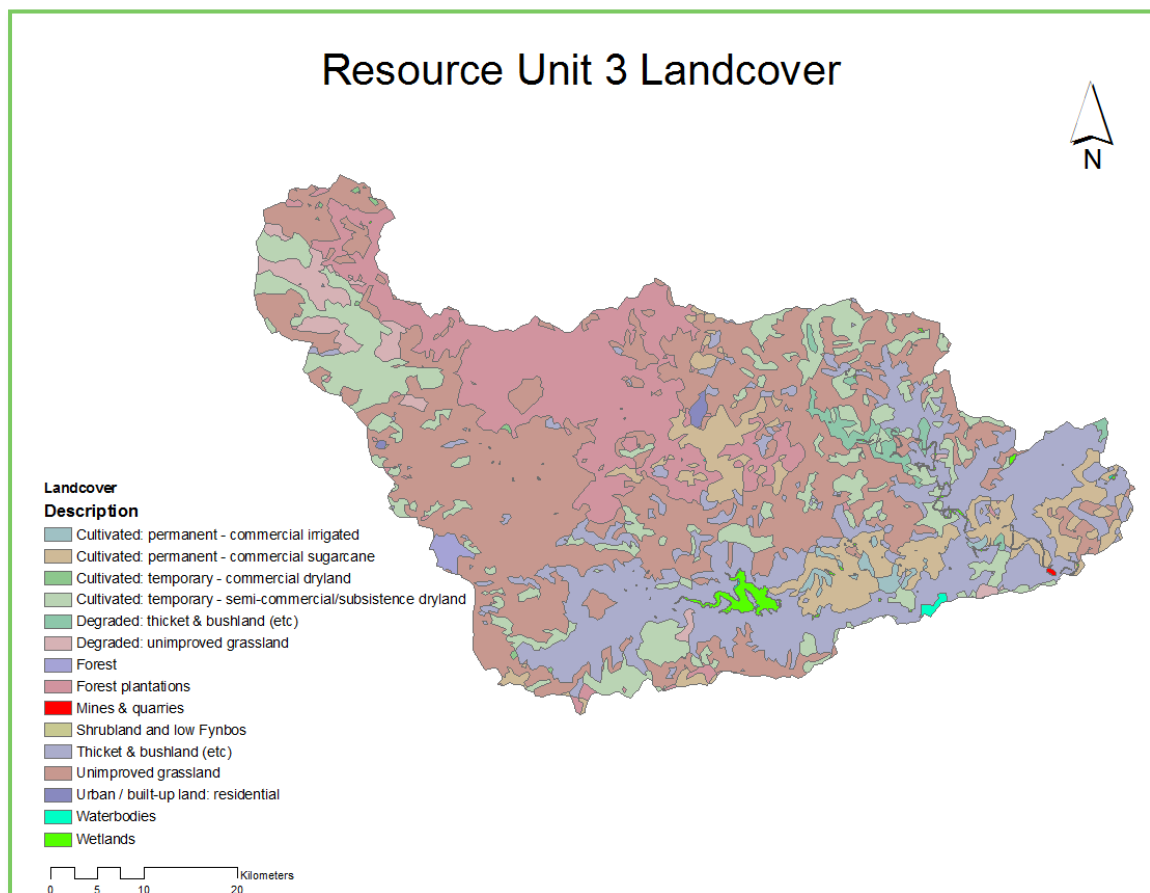 Resource Unit 3 Landcover
N
Landcover
Description
Cultivated: permanent - commercial irrigated
Cultivated: permanent - commercial sugarcane
Cultivated: temporary - commercial dryland
Cultivated: temporary - semi-commercial/subsistence dryland
Degraded: thicket & bushland (etc)
Degraded: unimproved grassland
Forest
Forest plantations
Mines & quarries
Shrubland and low Fynbos
Thicket & bushland (etc)
Unimproved grassland
Urban / built-up land: residential
Waterbodies
Wetlands
Kilometers
0 5 10 20